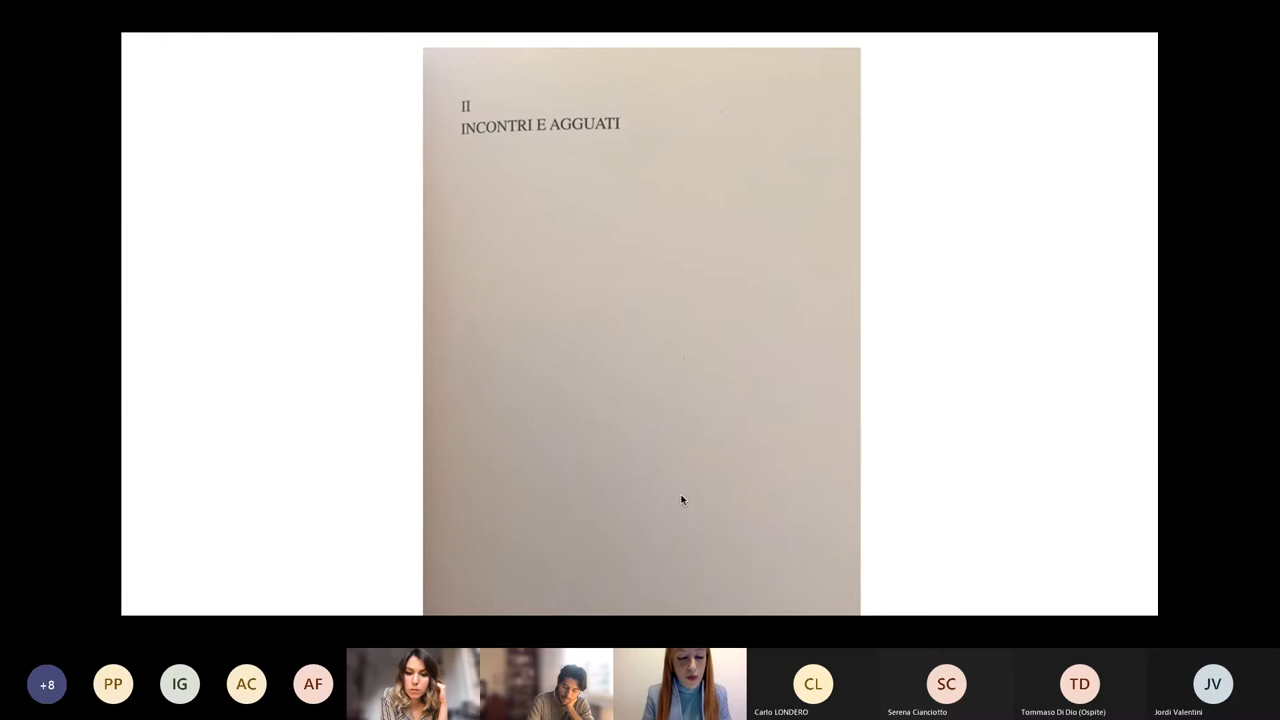 II
INCONTRI E AGGUATI
+8
PP
IG
AC
AF
CL
SC
TD
JV
Carlo LONDERO
Serena Cianciotto
Tommaso Di Dio (Ospite)
Jordi Valentini